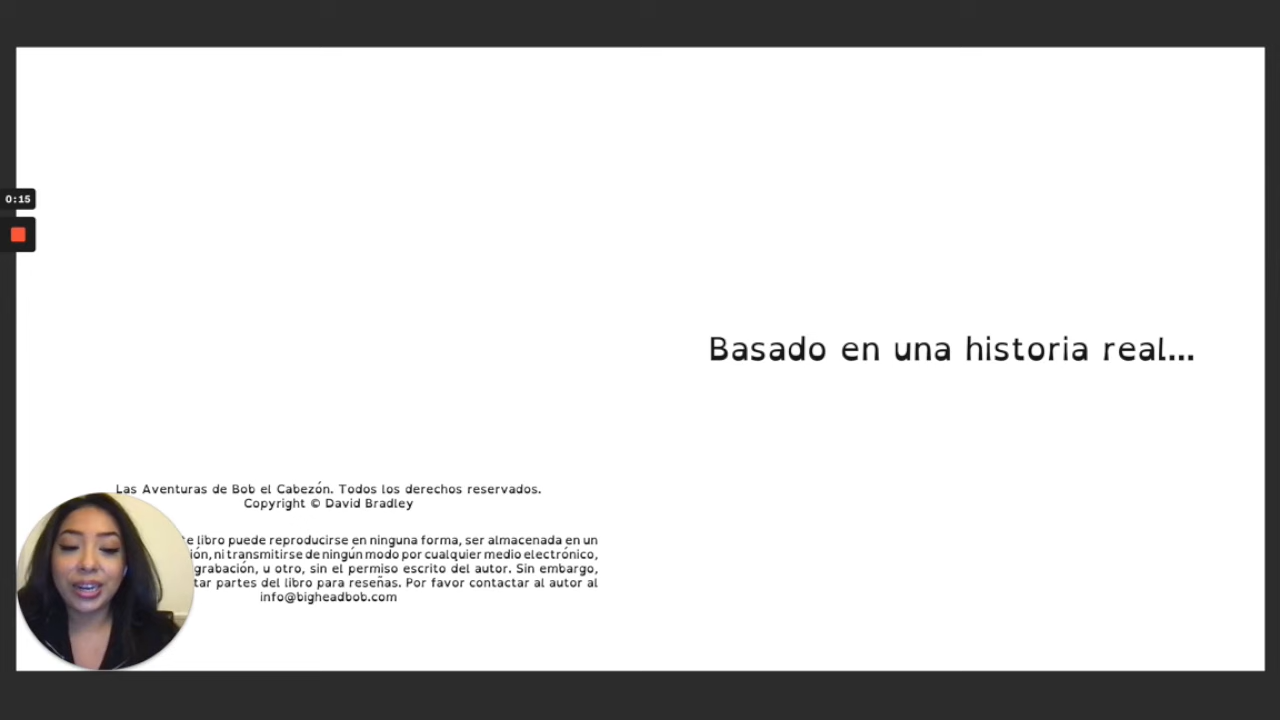 0:15
Basado en una historia real...
Las Aventuras de Bob el Cabezón. Todos los derechos reservados.
Copyright © David Bradley
libro puede reproducirse en ninguna forma, ser almacenada en un
ni transmitirse de ningún modo por cualquier medio electrónico,
grabación, u otro, sin el permiso escrito del autor. Sin embargo,
partes del libro para reseñas. Por favor contactar al autor al
info@bigheadbob.com